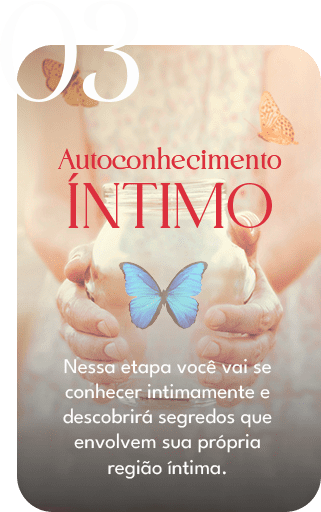 03
Autoconhecimento
ÍNTIMO
Nessa etapa você vai se
conhecer intimamente e
descobrirá segredos que
envolvem sua própria
região íntima.